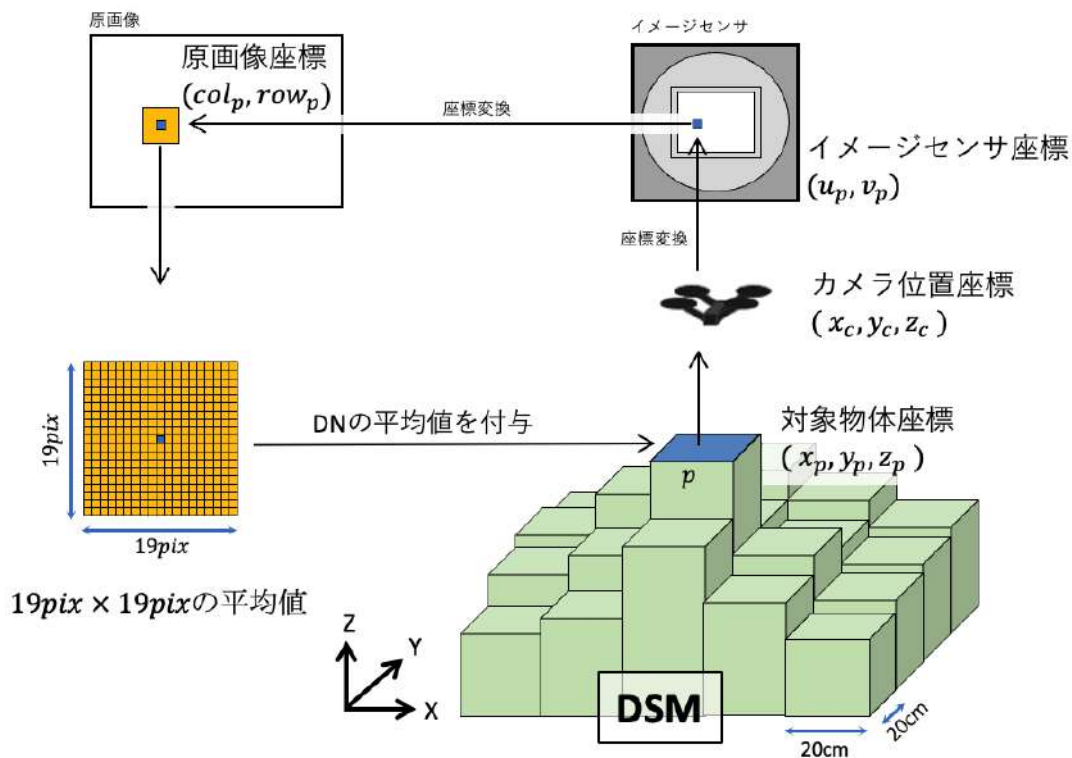 原画像
原画像座標
(col_p, row_p)
座標変換
イメージセンサ
イメージセンサ座標
(u_p, v_p)
座標変換
カメラ位置座標
( x_c, y_c, z_c )
19pix
19pix
19pix × 19pixの平均値
DNの平均値を付与
対象物体座標
( x_p, y_p, z_p )
p
Z
Y
X
DSM
20cm
20cm